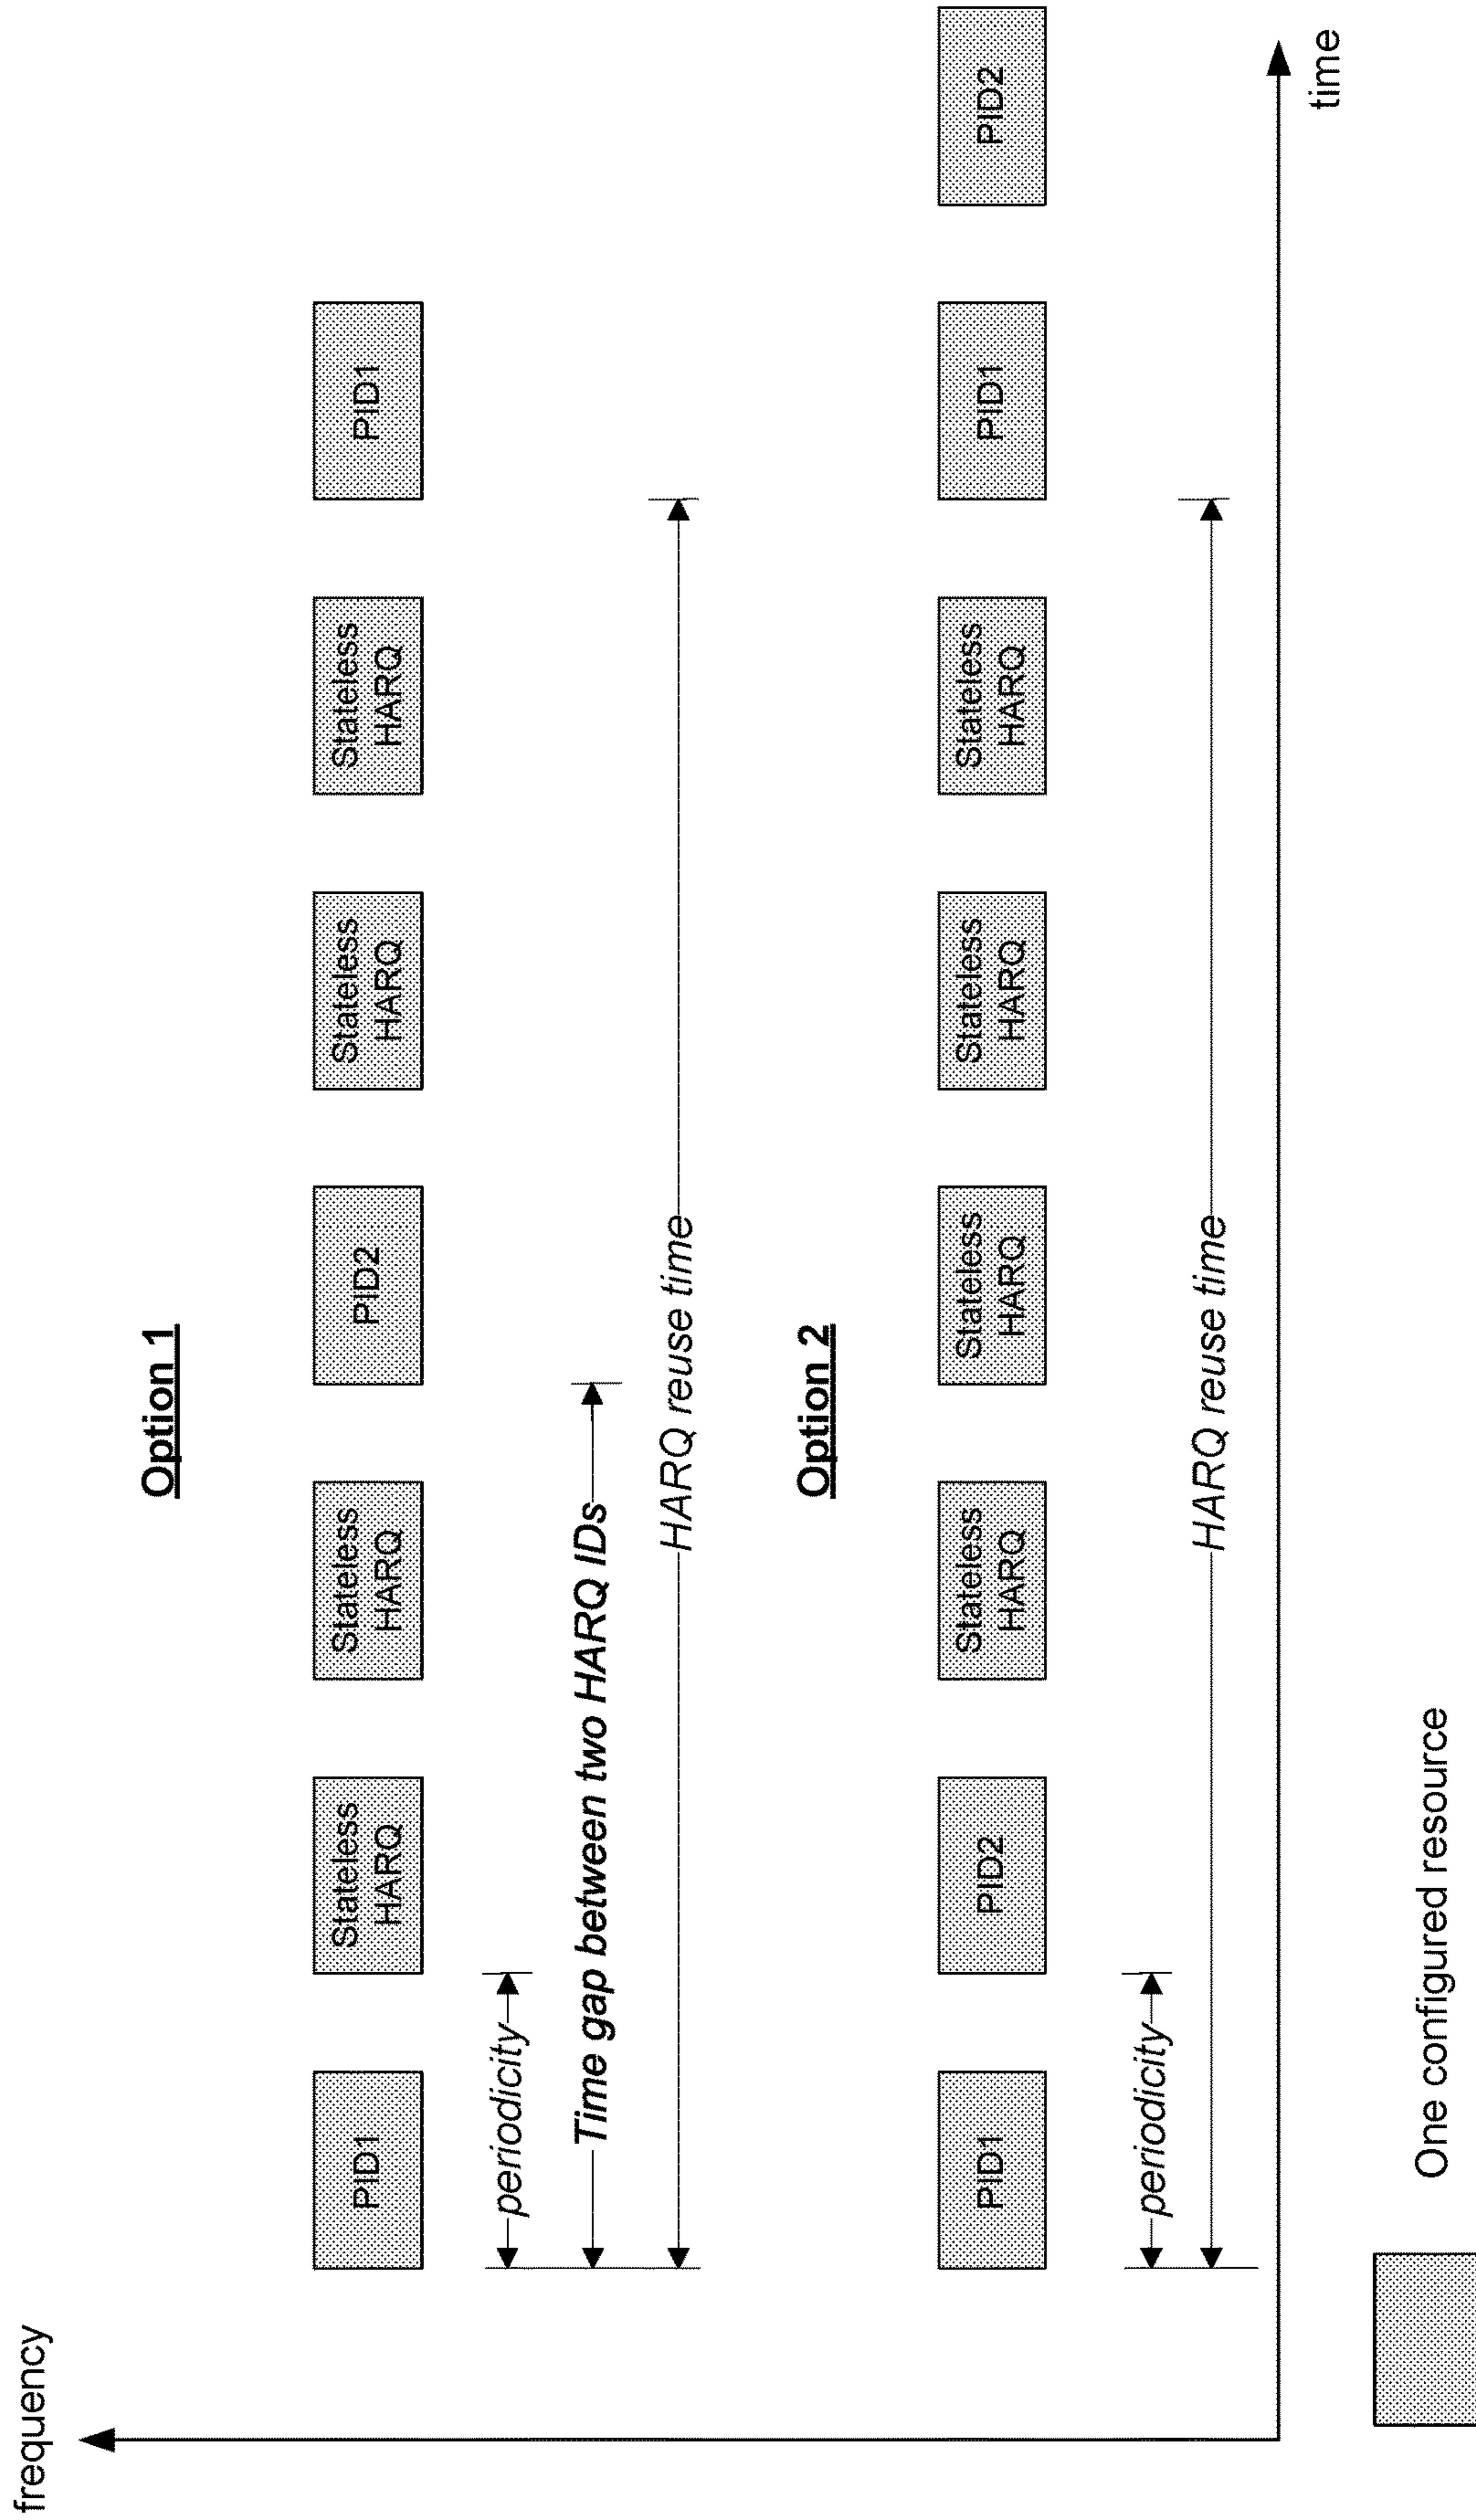 frequency
Option 1
PID1
Stateless
HARQ
Stateless
HARQ
PID2
Stateless
HARQ
Stateless
HARQ
PID1
periodicity
Time gap between two HARQ IDs
HARQ reuse time
Option 2
PID1
PID2
Stateless
HARQ
Stateless
HARQ
Stateless
HARQ
Stateless
HARQ
PID1
PID2
periodicity
HARQ reuse time
time
One configured resource